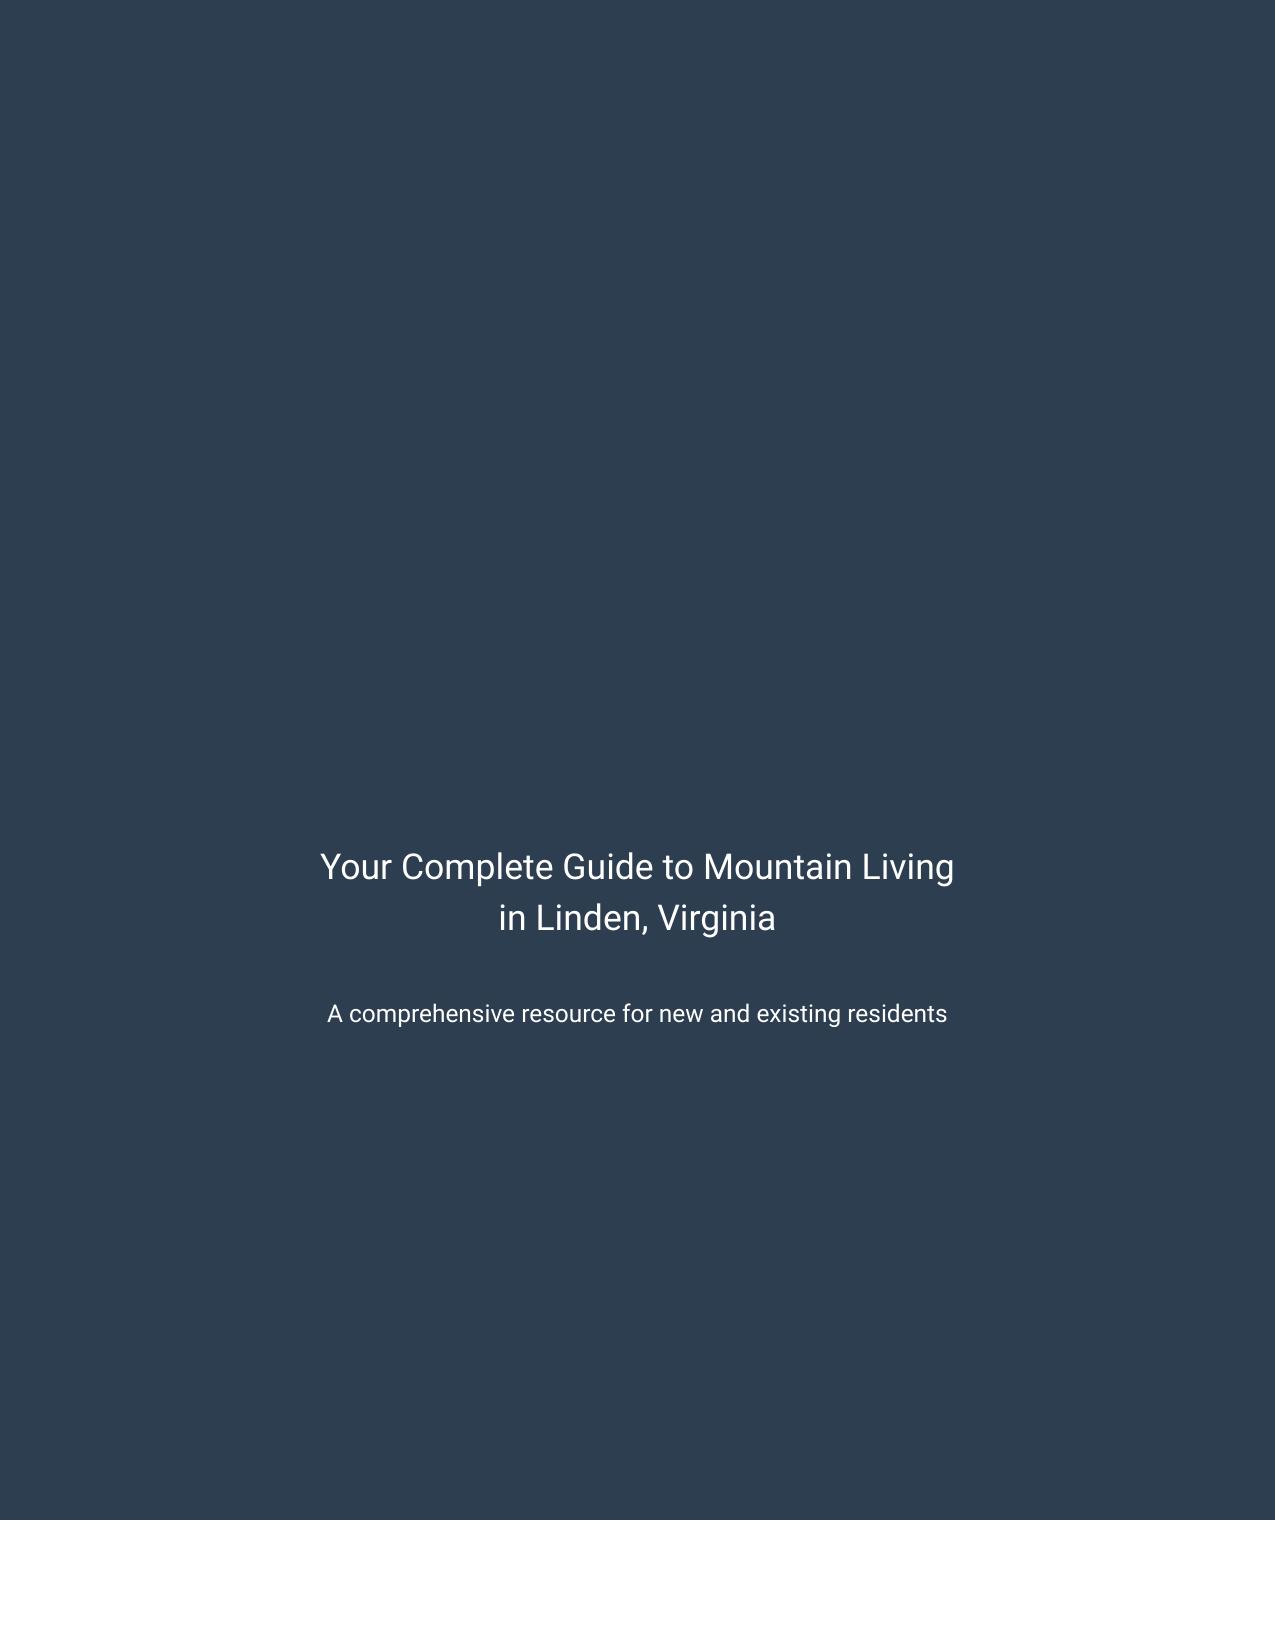 Your Complete Guide to Mountain Living
in Linden, Virginia
A comprehensive resource for new and existing residents